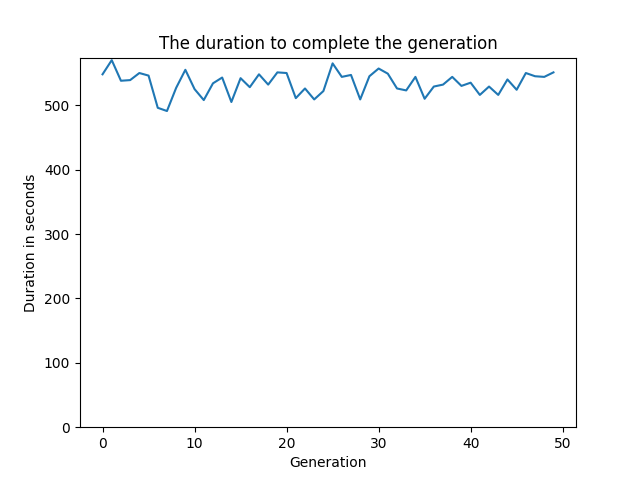 The duration to complete the generation
Duration in seconds
500
400
300
200
100
0
0 10 20 30 40 50
Generation